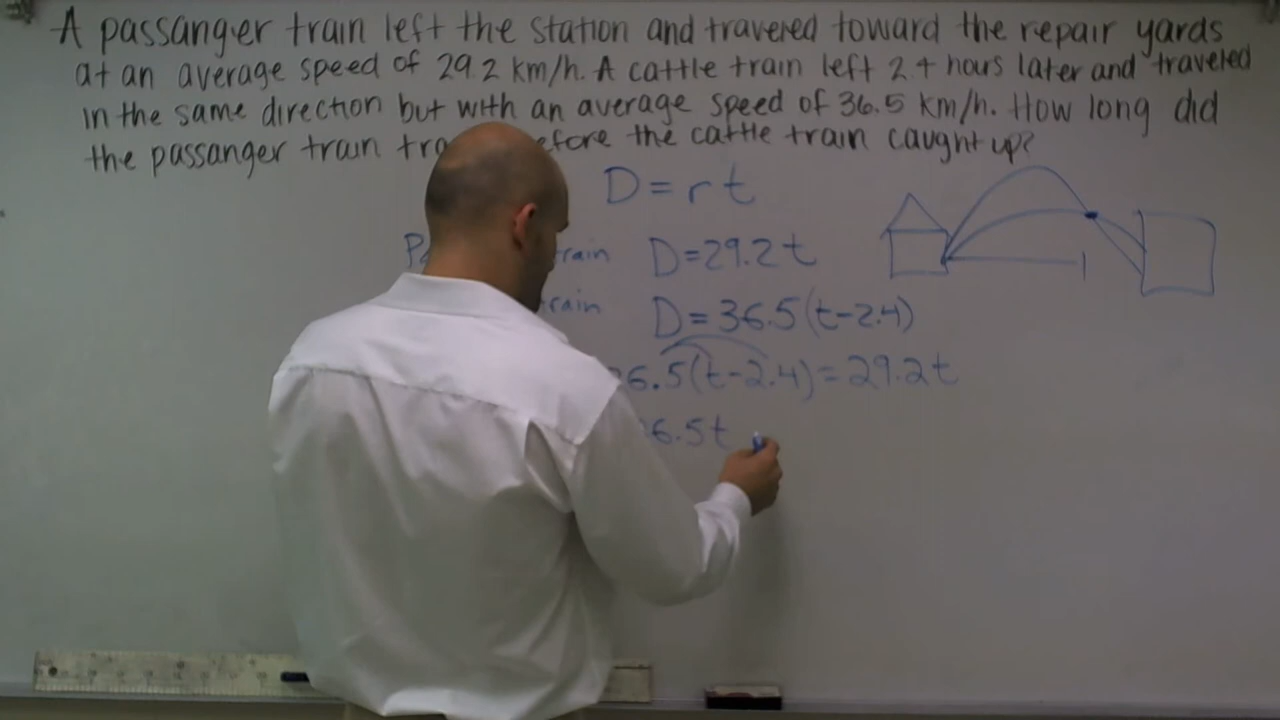 A passanger train left the station and travered toward the repair yards
at an average speed of 29.2 km/h. A cattle train left 2.4 hours later and traveled
in the same direction but with an average speed of 36.5 km/h. How long did
the passanger train the cattle train caught up?
D = rt
D=29.2t
D=36.5(t-2.4)
6.5(t-2.4)=29.2t
6.5t